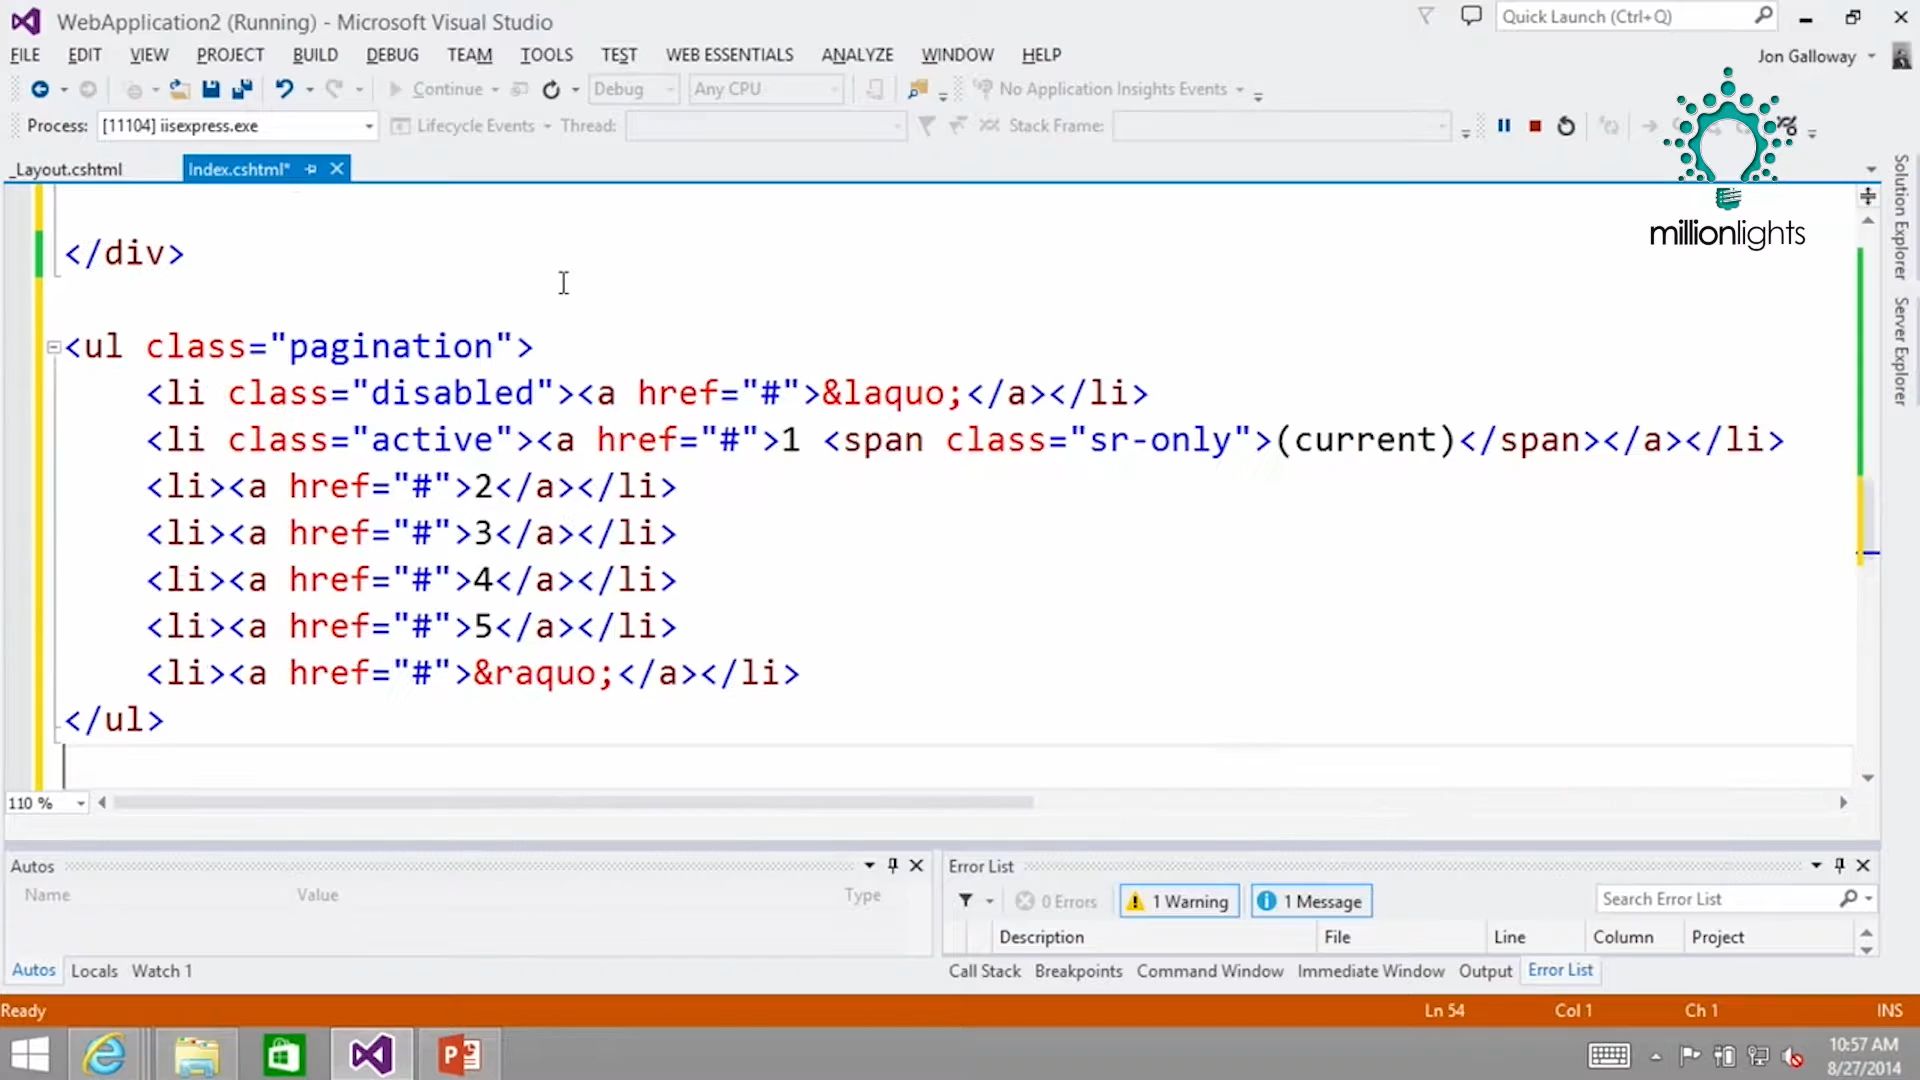 WebApplication2 (Running) - Microsoft Visual Studio
Quick Launch (Ctrl+Q)
FILE EDIT VIEW PROJECT BUILD DEBUG TEAM TOOLS TEST WEB ESSENTIALS ANALYZE WINDOW HELP
Jon Galloway
Continue Debug Any CPU No Application Insights Events
Process: [11104] iisexpress.exe Lifecycle Events Thread: Stack Frame:
_Layout.cshtml Index.cshtml*
millionlights
Solution Explorer
Server Explorer
</div>
<ul class="pagination">
<li class="disabled"><a href="#">&laquo;</a></li>
<li class="active"><a href="#">1 <span class="sr-only">(current)</span></a></li>
<li><a href="#">2</a></li>
<li><a href="#">3</a></li>
<li><a href="#">4</a></li>
<li><a href="#">5</a></li>
<li><a href="#">&raquo;</a></li>
</ul>
110 %
Autos
Name Value Type
Autos Locals Watch 1
Error List
0 Errors 1 Warning 1 Message Search Error List
Description File Line Column Project
Call Stack Breakpoints Command Window Immediate Window Output Error List
Ready Ln 54 Col 1 Ch 1 INS
10:57 AM
8/27/2014